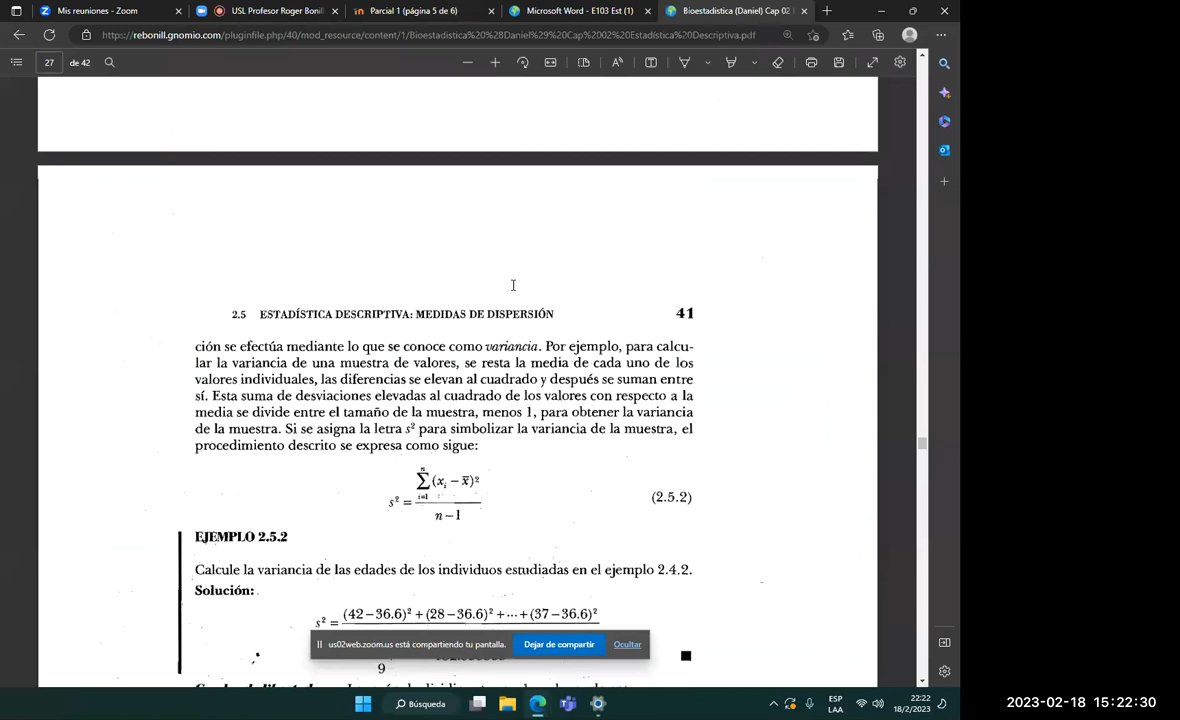 Mis reuniones - Zoom
USL Profesor Roger Bonil
Parcial 1 (página 5 de 6)
Microsoft Word - E103 Est (1)
Bioestadística (Daniel) Cap 02
https://rebonill.gnomio.com/pluginfile.php/40/mod_resource/content/1/Bioestadistica%20%28Daniel%29%20Cap%2002%20Estadística%20Descriptiva.pdf
27 de 42
2.5 ESTADÍSTICA DESCRIPTIVA: MEDIDAS DE DISPERSIÓN 41
ción se efectúa mediante lo que se conoce como variancia. Por ejemplo, para calcu-
lar la variancia de una muestra de valores, se resta la media de cada uno de los
valores individuales, las diferencias se elevan al cuadrado y después se suman entre
sí. Esta suma de desviaciones elevadas al cuadrado de los valores con respecto a la
media se divide entre el tamaño de la muestra, menos 1, para obtener la variancia
de la muestra. Si se asigna la letra s² para simbolizar la variancia de la muestra, el
procedimiento descrito se expresa como sigue:
n
∑ (xᵢ − x̄)²
i=1
s² = (2.5.2)
n − 1
EJEMPLO 2.5.2
Calcule la variancia de las edades de los individuos estudiadas en el ejemplo 2.4.2.
Solución:
(42 − 36.6)² + (28 − 36.6)² + ··· + (37 − 36.6)²
s² =
us02web.zoom.us está compartiendo tu pantalla. Dejar de compartir Ocultar
9
Búsqueda
ESP
LAA
22:22
18/2/2023
2023-02-18 15:22:30